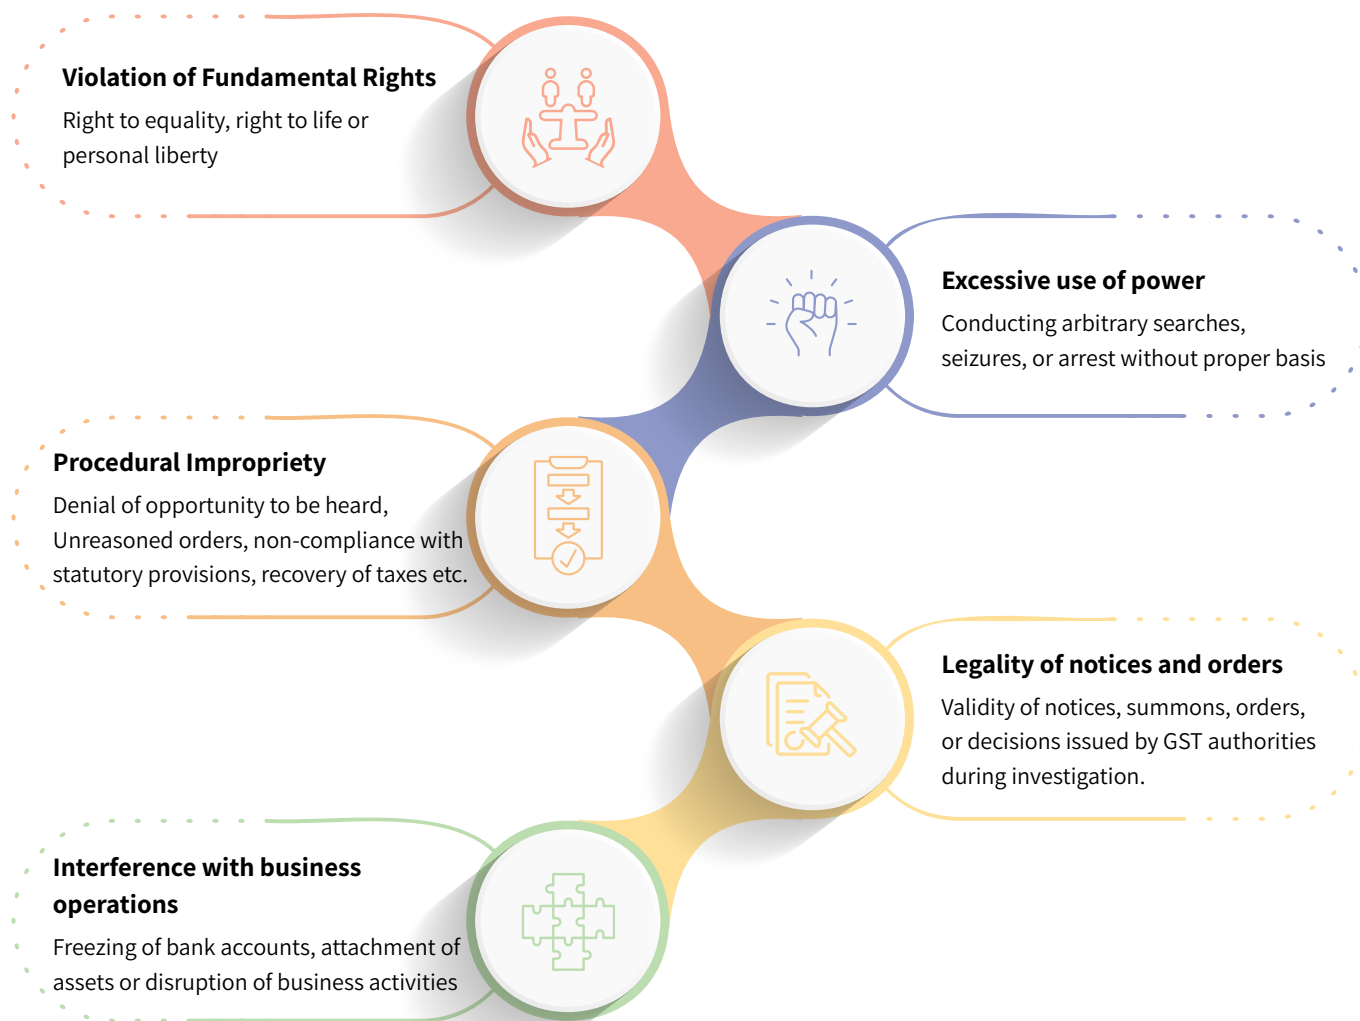 Violation of Fundamental Rights
Right to equality, right to life or
personal liberty
Excessive use of power
Conducting arbitrary searches,
seizures, or arrest without proper basis
Procedural Impropriety
Denial of opportunity to be heard,
Unreasoned orders, non-compliance with
statutory provisions, recovery of taxes etc.
Legality of notices and orders
Validity of notices, summons, orders,
or decisions issued by GST authorities
during investigation.
Interference with business
operations
Freezing of bank accounts, attachment of
assets or disruption of business activities